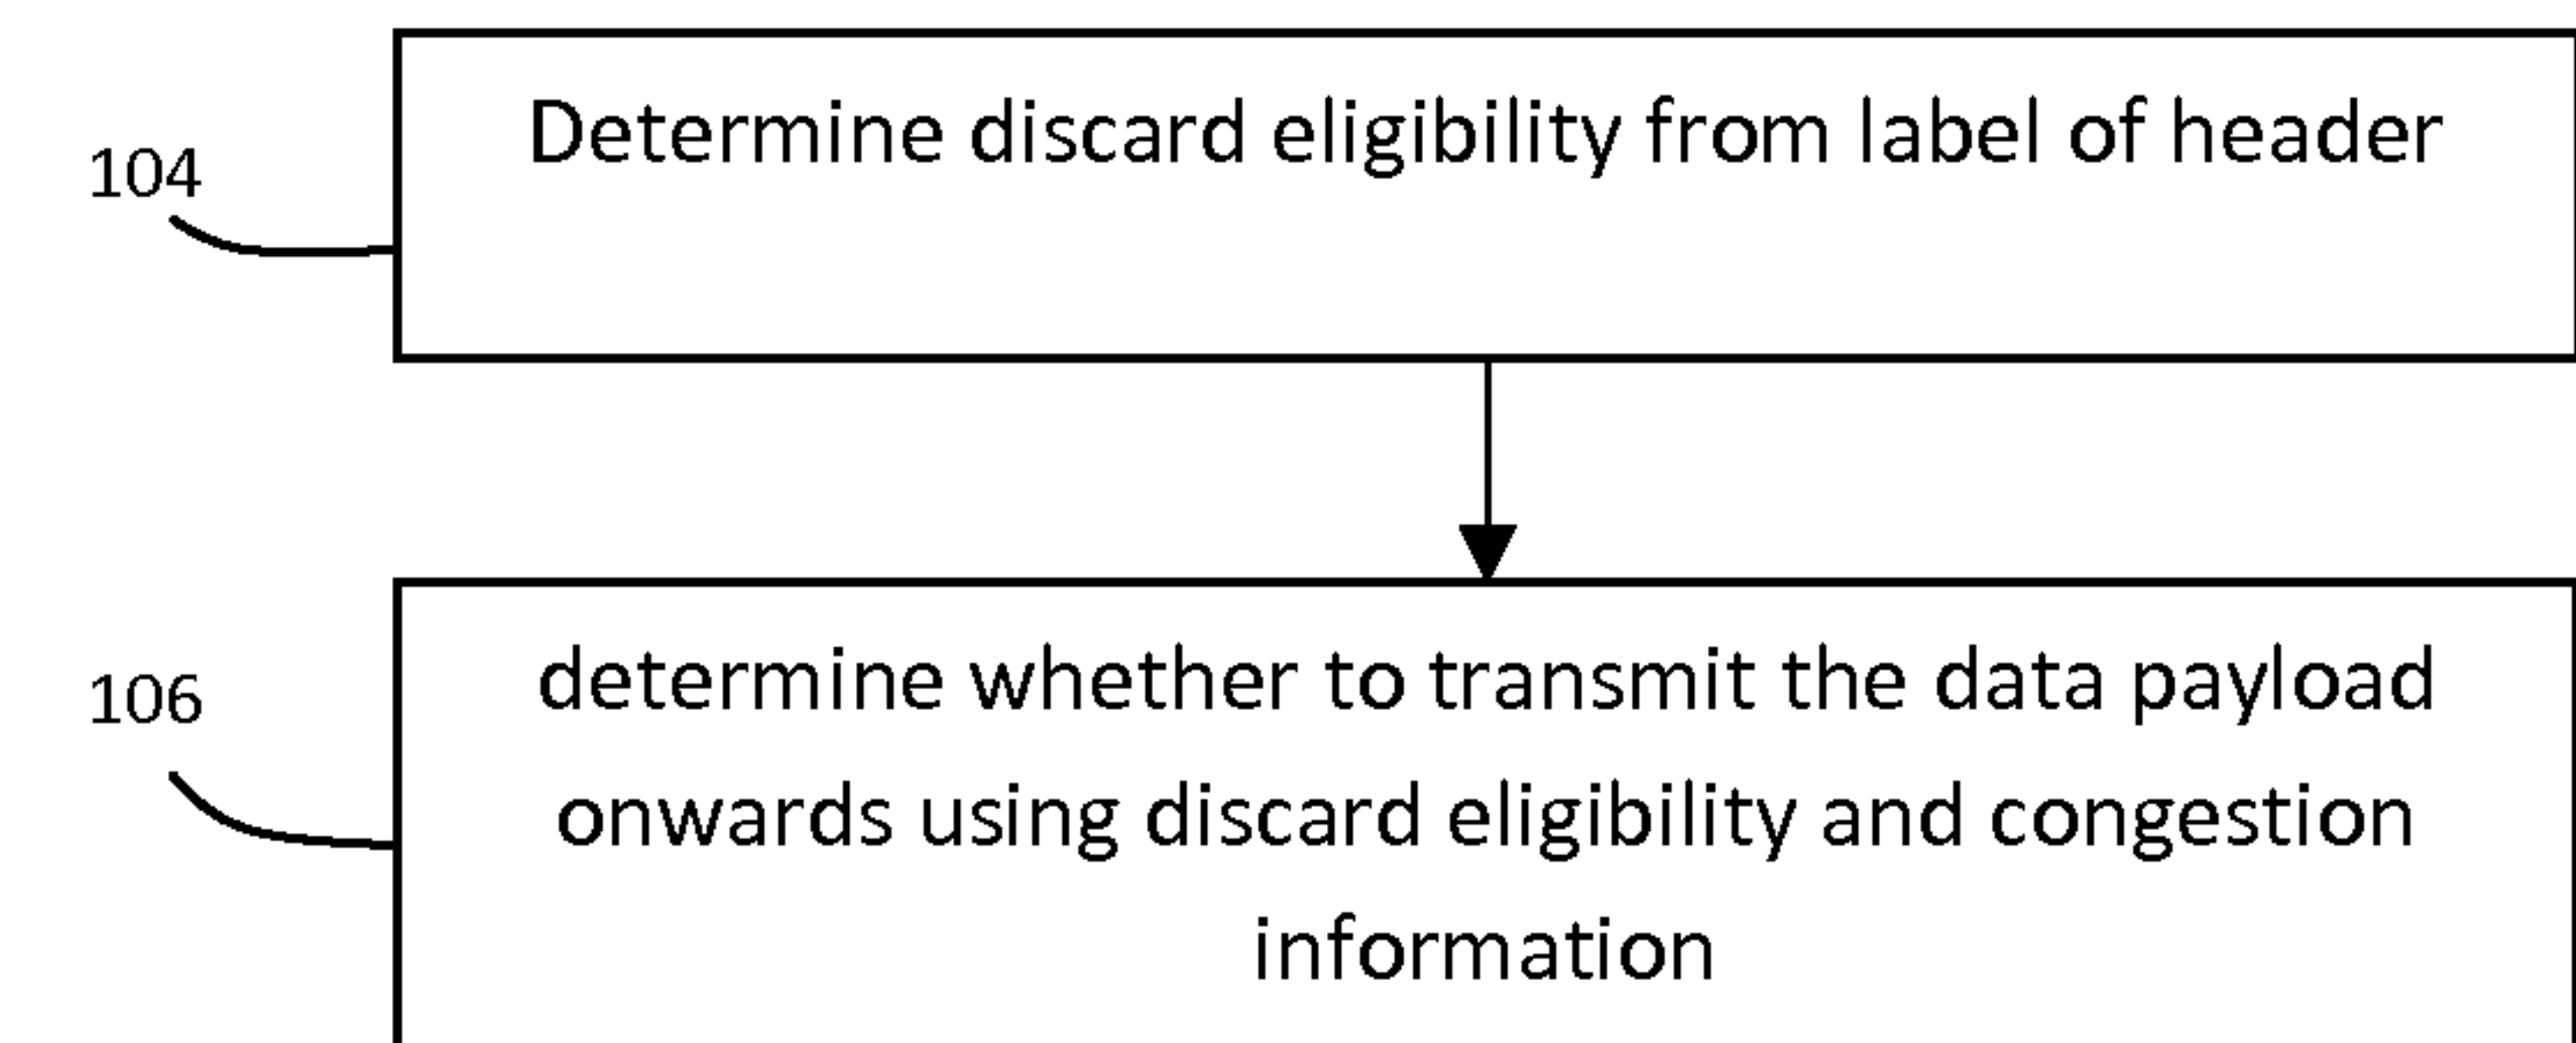 104
Determine discard eligibility from label of header
106
determine whether to transmit the data payload
onwards using discard eligibility and congestion
information